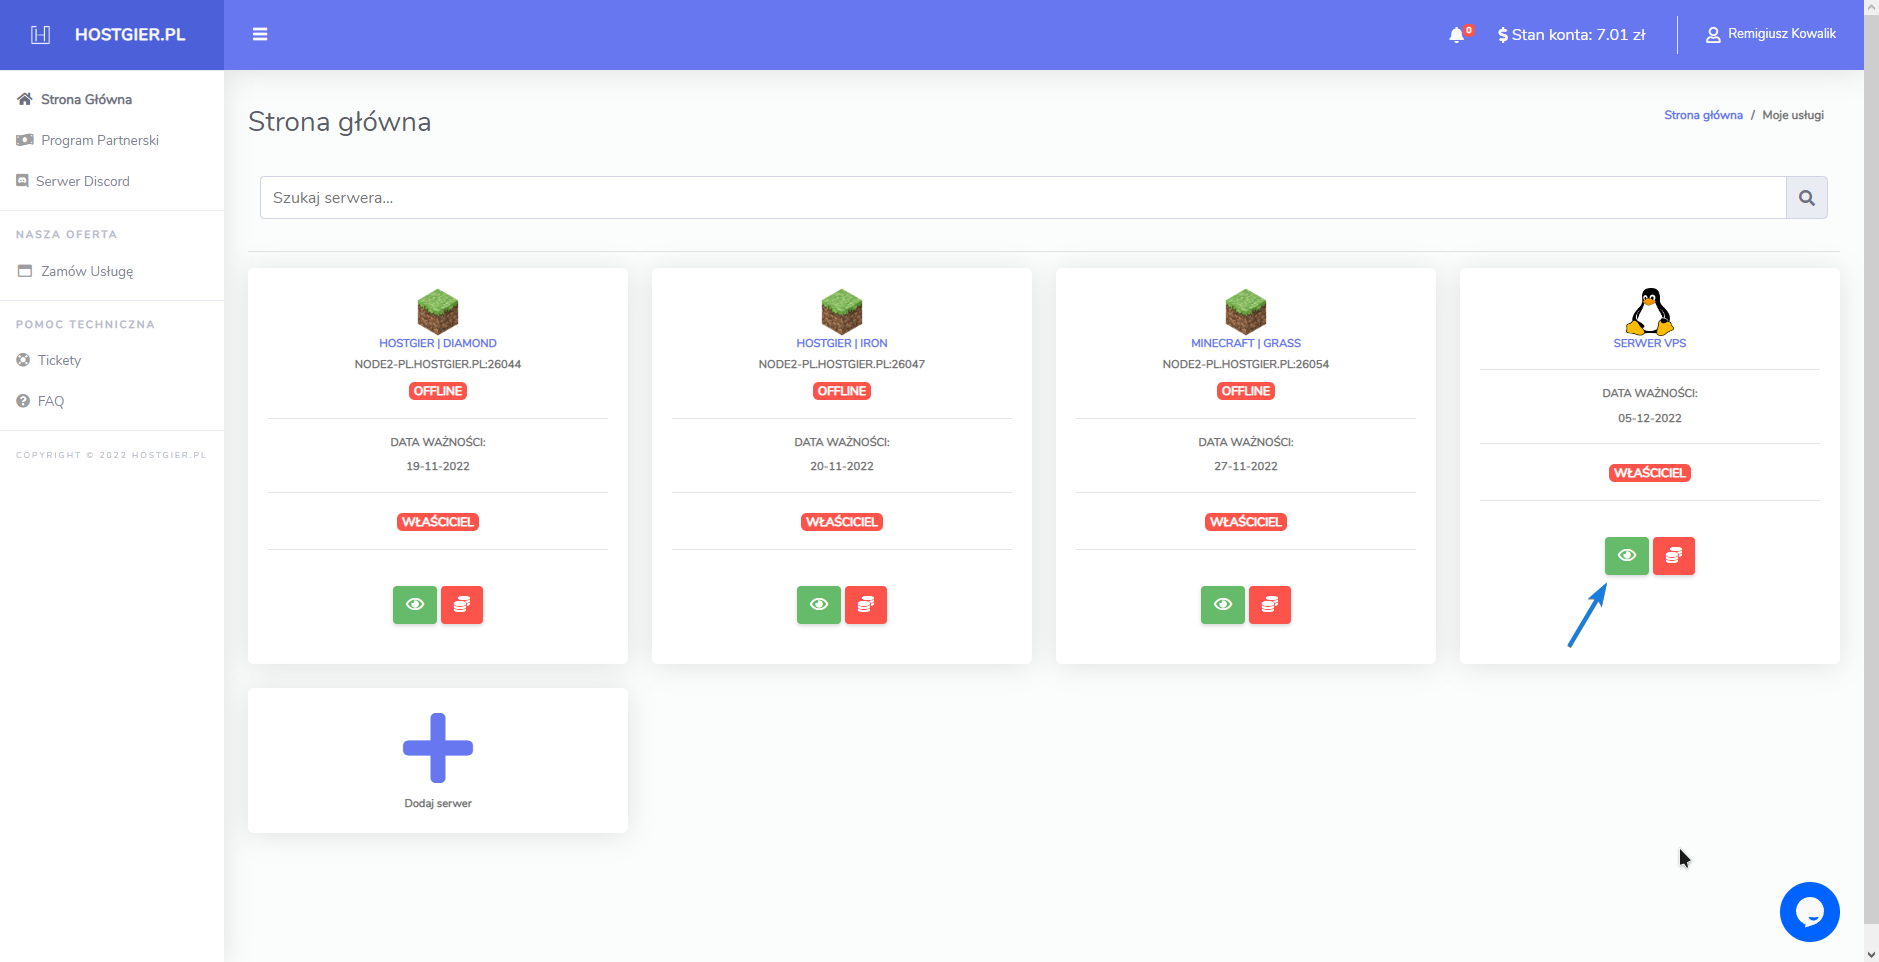 HOSTGIER.PL
0
$ Stan konta: 7.01 zł
Remigiusz Kowalik
Strona Główna
Program Partnerski
Serwer Discord
NASZA OFERTA
Zamów Usługę
POMOC TECHNICZNA
Tickety
FAQ
COPYRIGHT © 2022 HOSTGIER.PL
Strona główna
Strona główna / Moje usługi
Szukaj serwera...
HOSTGIER | DIAMOND
NODE2-PL.HOSTGIER.PL:26044
OFFLINE
DATA WAŻNOŚCI:
19-11-2022
WŁAŚCICIEL
HOSTGIER | IRON
NODE2-PL.HOSTGIER.PL:26047
OFFLINE
DATA WAŻNOŚCI:
20-11-2022
WŁAŚCICIEL
MINECRAFT | GRASS
NODE2-PL.HOSTGIER.PL:26054
OFFLINE
DATA WAŻNOŚCI:
27-11-2022
WŁAŚCICIEL
SERWER VPS
DATA WAŻNOŚCI:
05-12-2022
WŁAŚCICIEL
Dodaj serwer